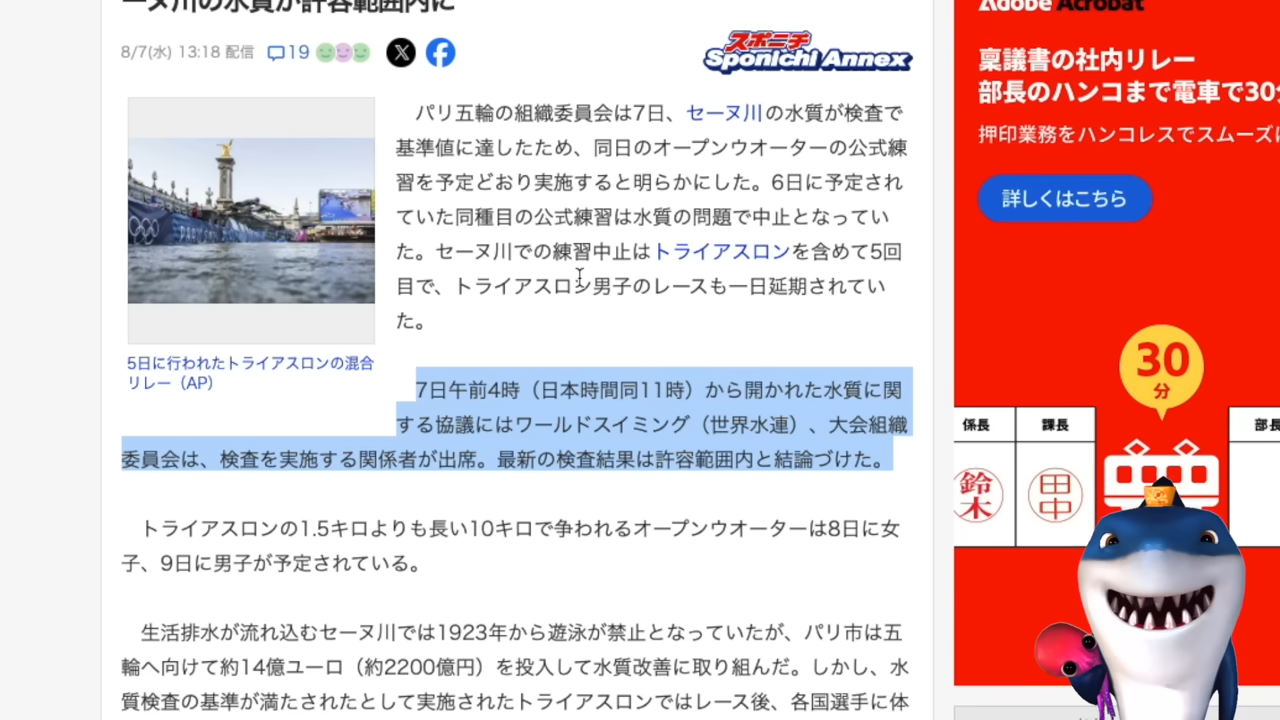 ーヌ川の水質が許容範囲内に
8/7(水) 13:18 配信
19
スポニチ
Sponichi Annex
パリ五輪の組織委員会は7日、セーヌ川の水質が検査で
基準値に達したため、同日のオープンウオーターの公式練
習を予定どおり実施すると明らかにした。6日に予定され
ていた同種目の公式練習は水質の問題で中止となってい
た。セーヌ川での練習中止はトライアスロンを含めて5回
目で、トライアスロン男子のレースも一日延期されてい
た。
5日に行われたトライアスロンの混合
リレー（AP）
7日午前4時（日本時間同11時）から開かれた水質に関
する協議にはワールドスイミング（世界水連）、大会組織
委員会は、検査を実施する関係者が出席。最新の検査結果は許容範囲内と結論づけた。
トライアスロンの1.5キロよりも長い10キロで争われるオープンウオーターは8日に女
子、9日に男子が予定されている。
生活排水が流れ込むセーヌ川では1923年から遊泳が禁止となっていたが、パリ市は五
輪へ向けて約14億ユーロ（約2200億円）を投入して水質改善に取り組んだ。しかし、水
質検査の基準が満たされたとして実施されたトライアスロンではレース後、各国選手に体
Adobe Acrobat
稟議書の社内リレー
部長のハンコまで電車で30分
押印業務をハンコレスでスムーズに
詳しくはこちら
30
分
係長
課長
部長
鈴木
田中